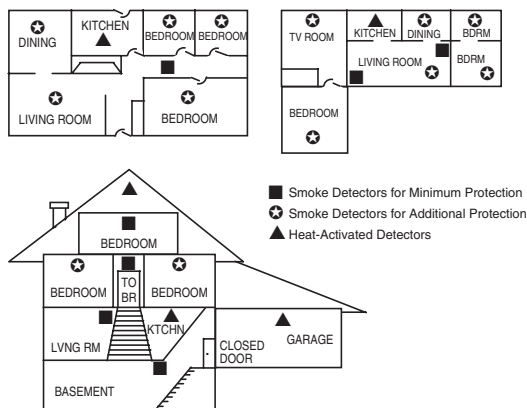 DINING
KITCHEN
BEDROOM
BEDROOM
LIVING ROOM
BEDROOM
TV ROOM
KITCHEN
DINING
BDRM
LIVING ROOM
BDRM
BEDROOM
Smoke Detectors for Minimum Protection
Smoke Detectors for Additional Protection
Heat-Activated Detectors
BEDROOM
BEDROOM
TO
BR
BEDROOM
LVNG RM
KTCHN
CLOSED
DOOR
GARAGE
BASEMENT